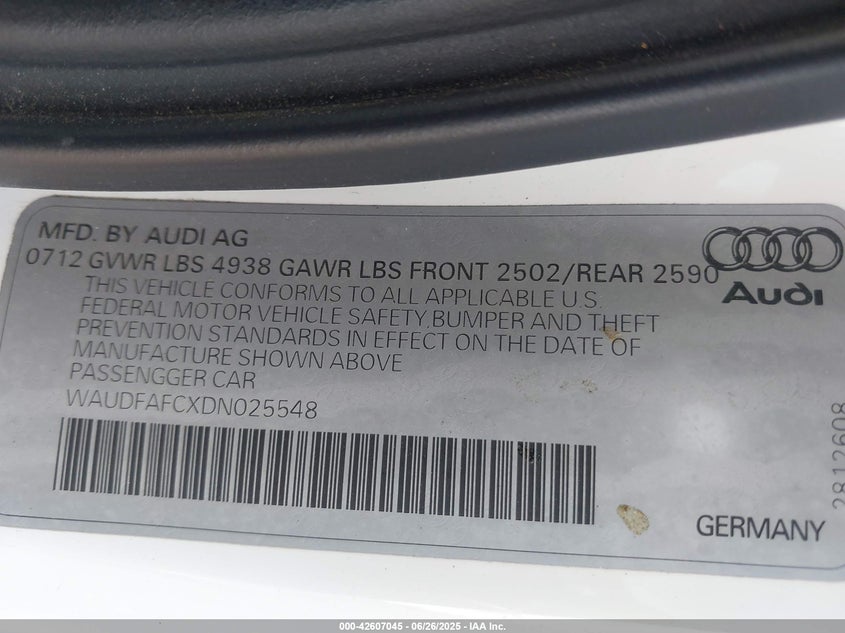 MFD. BY AUDI AG
0712 GVWR LBS 4938 GAWR LBS FRONT 2502/REAR 2590
THIS VEHICLE CONFORMS TO ALL APPLICABLE U.S.
FEDERAL MOTOR VEHICLE SAFETY,BUMPER AND THEFT
PREVENTION STANDARDS IN EFFECT ON THE DATE OF
MANUFACTURE SHOWN ABOVE
PASSENGGER CAR
WAUDFAFCXDN025548
Audi
2812608
GERMANY
000-42607045 - 06/26/2025 - IAA Inc.